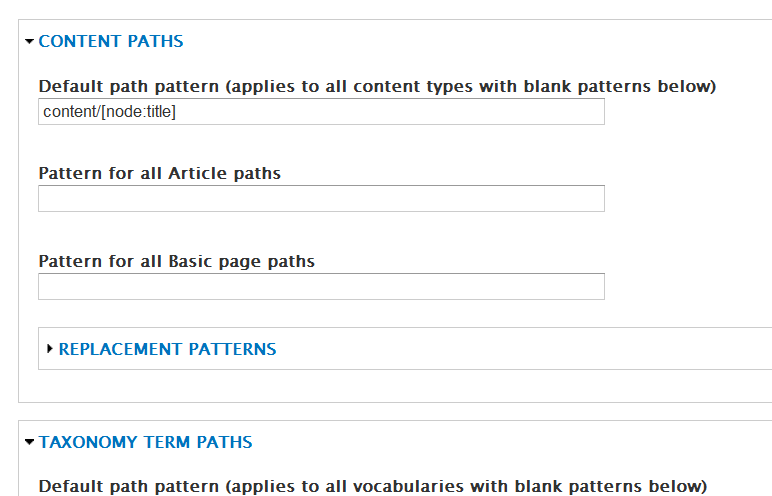 CONTENT PATHS
Default path pattern (applies to all content types with blank patterns below)
content/[node:title]
Pattern for all Article paths
Pattern for all Basic page paths
REPLACEMENT PATTERNS
TAXONOMY TERM PATHS
Default path pattern (applies to all vocabularies with blank patterns below)